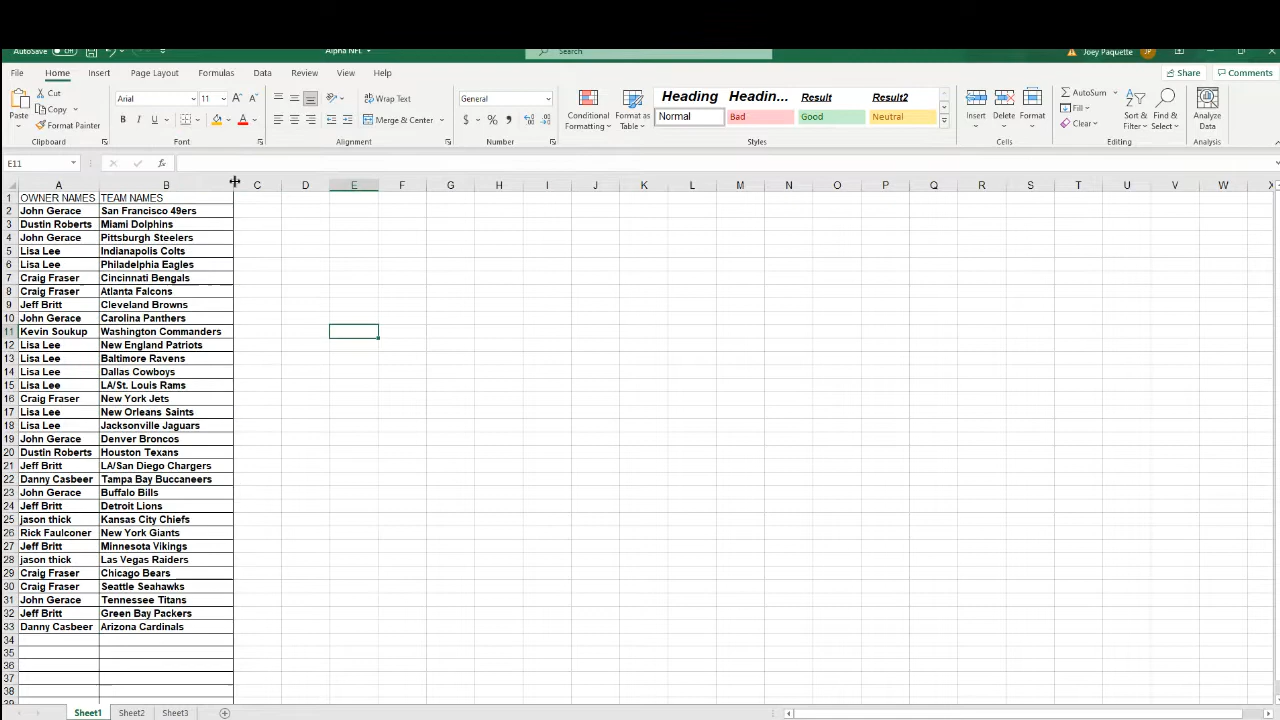 AutoSave Off Alpha NFL Search Joey Paquette JP
File Home Insert Page Layout Formulas Data Review View Help Share Comments
Paste Cut Copy Format Painter
Clipboard
Arial 11
B I U
Font
Wrap Text
Merge & Center
Alignment
General
$ % 9
Number
Conditional Formatting Format as Table
Heading Headin... Result Result2
Normal Bad Good Neutral
Styles
Insert Delete Format
Cells
AutoSum
Fill
Clear
Sort & Filter Find & Select
Editing
Analyze Data
Analysis
E11 fx
A B C D E F G H I J K L M N O P Q R S T U V W X
1 OWNER NAMES TEAM NAMES
2 John Gerace San Francisco 49ers
3 Dustin Roberts Miami Dolphins
4 John Gerace Pittsburgh Steelers
5 Lisa Lee Indianapolis Colts
6 Lisa Lee Philadelphia Eagles
7 Craig Fraser Cincinnati Bengals
8 Craig Fraser Atlanta Falcons
9 Jeff Britt Cleveland Browns
10 John Gerace Carolina Panthers
11 Kevin Soukup Washington Commanders
12 Lisa Lee New England Patriots
13 Lisa Lee Baltimore Ravens
14 Lisa Lee Dallas Cowboys
15 Lisa Lee LA/St. Louis Rams
16 Craig Fraser New York Jets
17 Lisa Lee New Orleans Saints
18 Lisa Lee Jacksonville Jaguars
19 John Gerace Denver Broncos
20 Dustin Roberts Houston Texans
21 Jeff Britt LA/San Diego Chargers
22 Danny Casbeer Tampa Bay Buccaneers
23 John Gerace Buffalo Bills
24 Jeff Britt Detroit Lions
25 jason thick Kansas City Chiefs
26 Rick Faulconer New York Giants
27 Jeff Britt Minnesota Vikings
28 jason thick Las Vegas Raiders
29 Craig Fraser Chicago Bears
30 Craig Fraser Seattle Seahawks
31 John Gerace Tennessee Titans
32 Jeff Britt Green Bay Packers
33 Danny Casbeer Arizona Cardinals
34
35
36
37
38
39
Sheet1 Sheet2 Sheet3